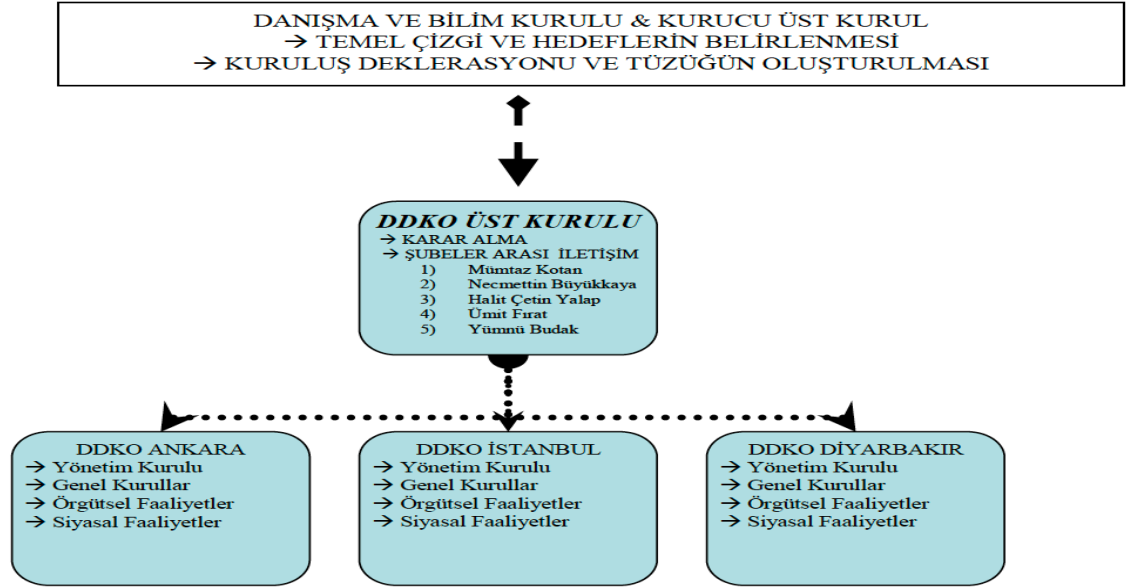 DANIŞMA VE BİLİM KURULU & KURUCU ÜST KURUL
→ TEMEL ÇİZGİ VE HEDEFLERİN BELİRLENMESİ
→ KURULUŞ DEKLERASYONU VE TÜZÜĞÜN OLUŞTURULMASI
DDKO ÜST KURULU
→ KARAR ALMA
→ ŞUBELER ARASI İLETİŞİM
1) Mümtaz Kotan
2) Necmettin Büyükkaya
3) Halit Çetin Yalap
4) Ümit Fırat
5) Yümnü Budak
DDKO ANKARA
→ Yönetim Kurulu
→ Genel Kurullar
→ Örgütsel Faaliyetler
→ Siyasal Faaliyetler
DDKO İSTANBUL
→ Yönetim Kurulu
→ Genel Kurullar
→ Örgütsel Faaliyetler
→ Siyasal Faaliyetler
DDKO DİYARBAKIR
→ Yönetim Kurulu
→ Genel Kurullar
→ Örgütsel Faaliyetler
→ Siyasal Faaliyetler